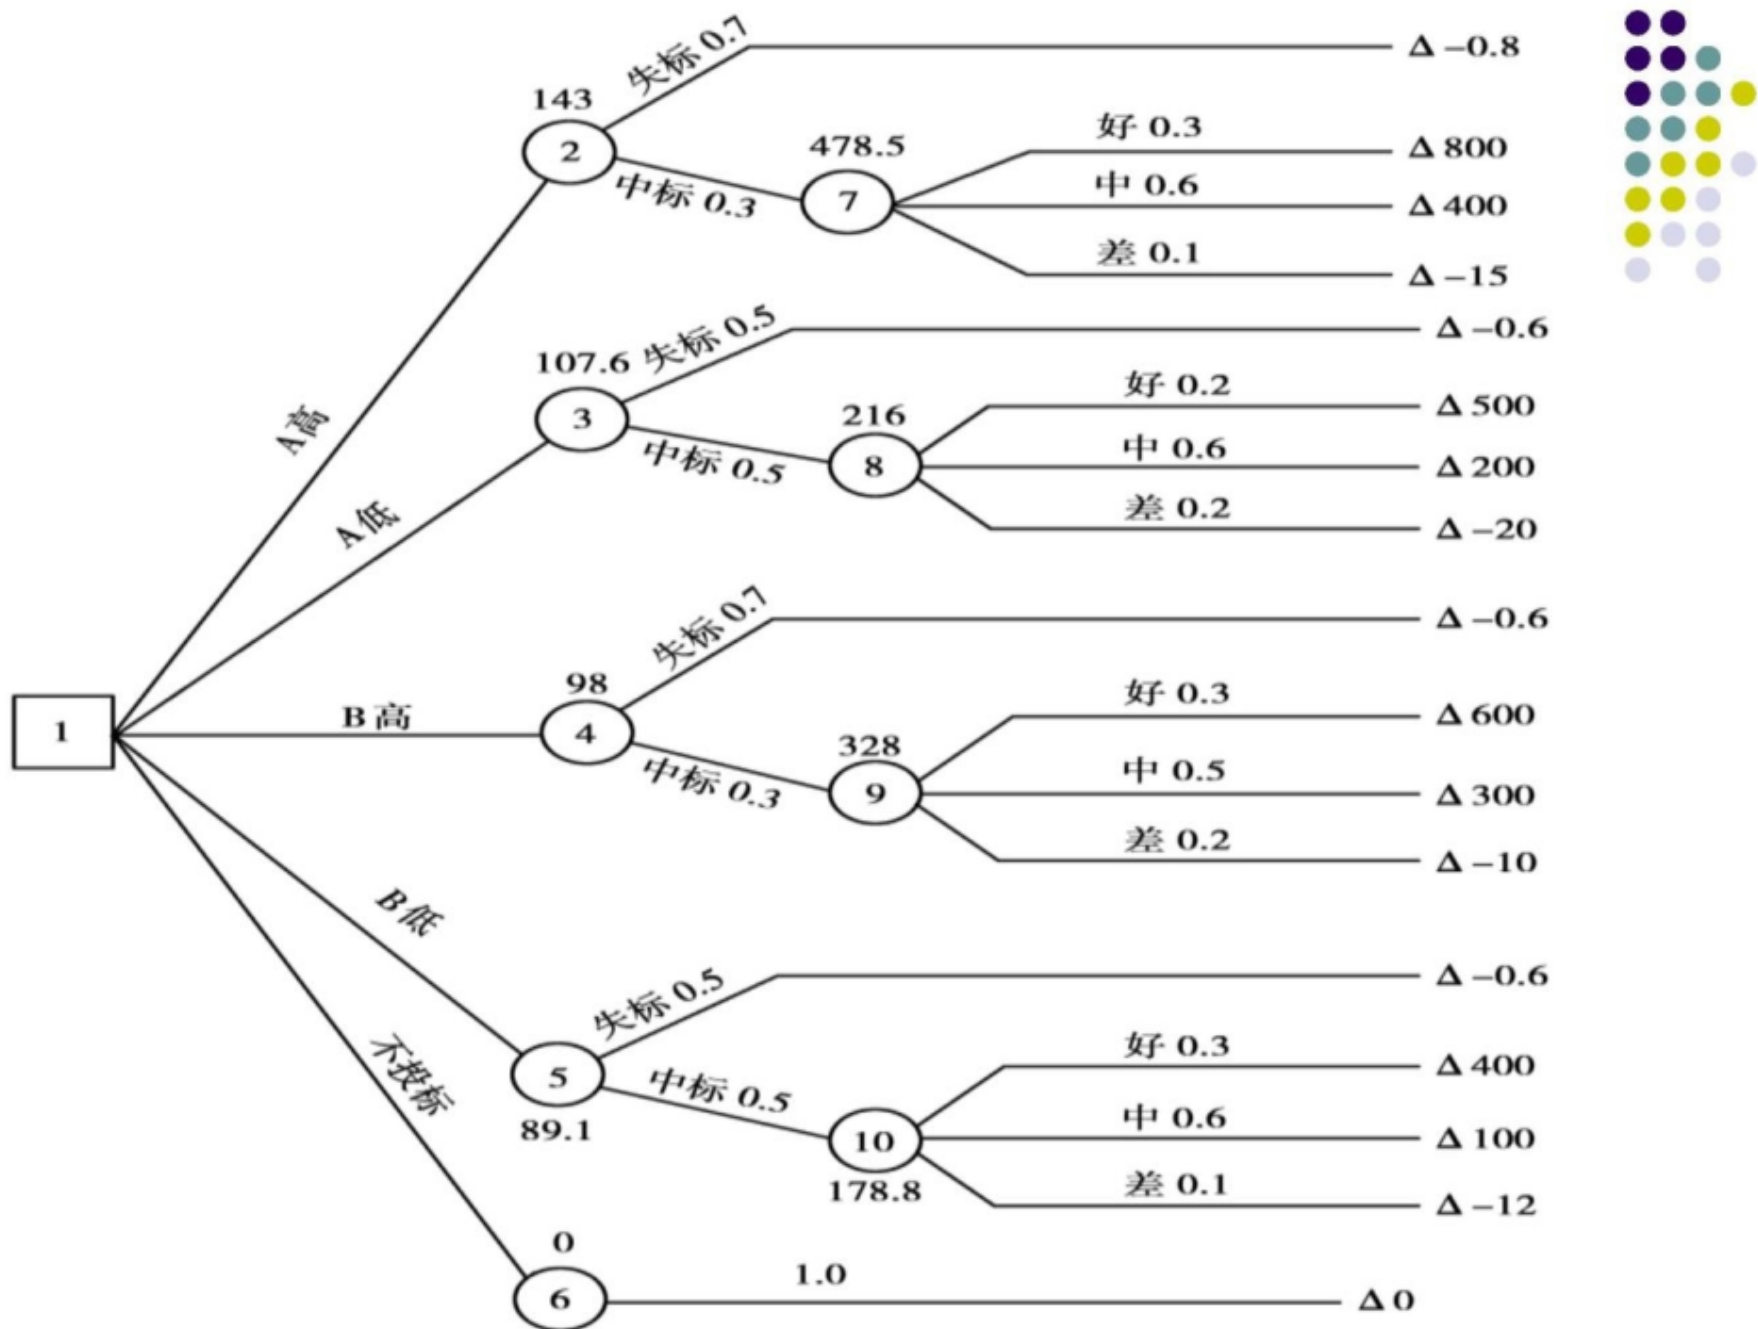 失标 0.7
Δ –0.8
143
2
中标 0.3
478.5
7
好 0.3
Δ 800
中 0.6
Δ 400
差 0.1
Δ –15
A高
107.6
3
失标 0.5
Δ –0.6
中标 0.5
216
8
好 0.2
Δ 500
中 0.6
Δ 200
差 0.2
Δ –20
A低
1
B高
98
4
失标 0.7
Δ –0.6
中标 0.3
328
9
好 0.3
Δ 600
中 0.5
Δ 300
差 0.2
Δ –10
B低
5
89.1
失标 0.5
Δ –0.6
中标 0.5
10
178.8
好 0.3
Δ 400
中 0.6
Δ 100
差 0.1
Δ –12
不投标
0
6
1.0
Δ 0